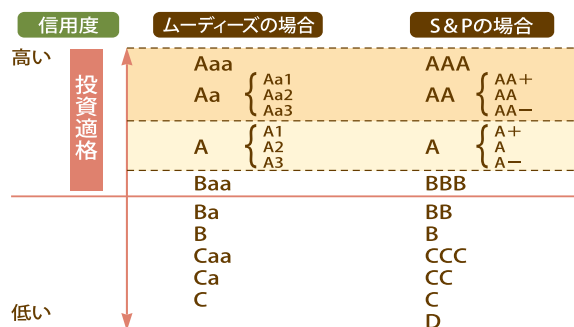 信用度 ムーディーズの場合 S&Pの場合
高い
投資適格
Aaa AAA
Aa Aa1 Aa2 Aa3 AA AA+ AA AA−
A A1 A2 A3 A A+ A A−
Baa BBB
Ba BB
B B
Caa CCC
Ca CC
C C
低い D